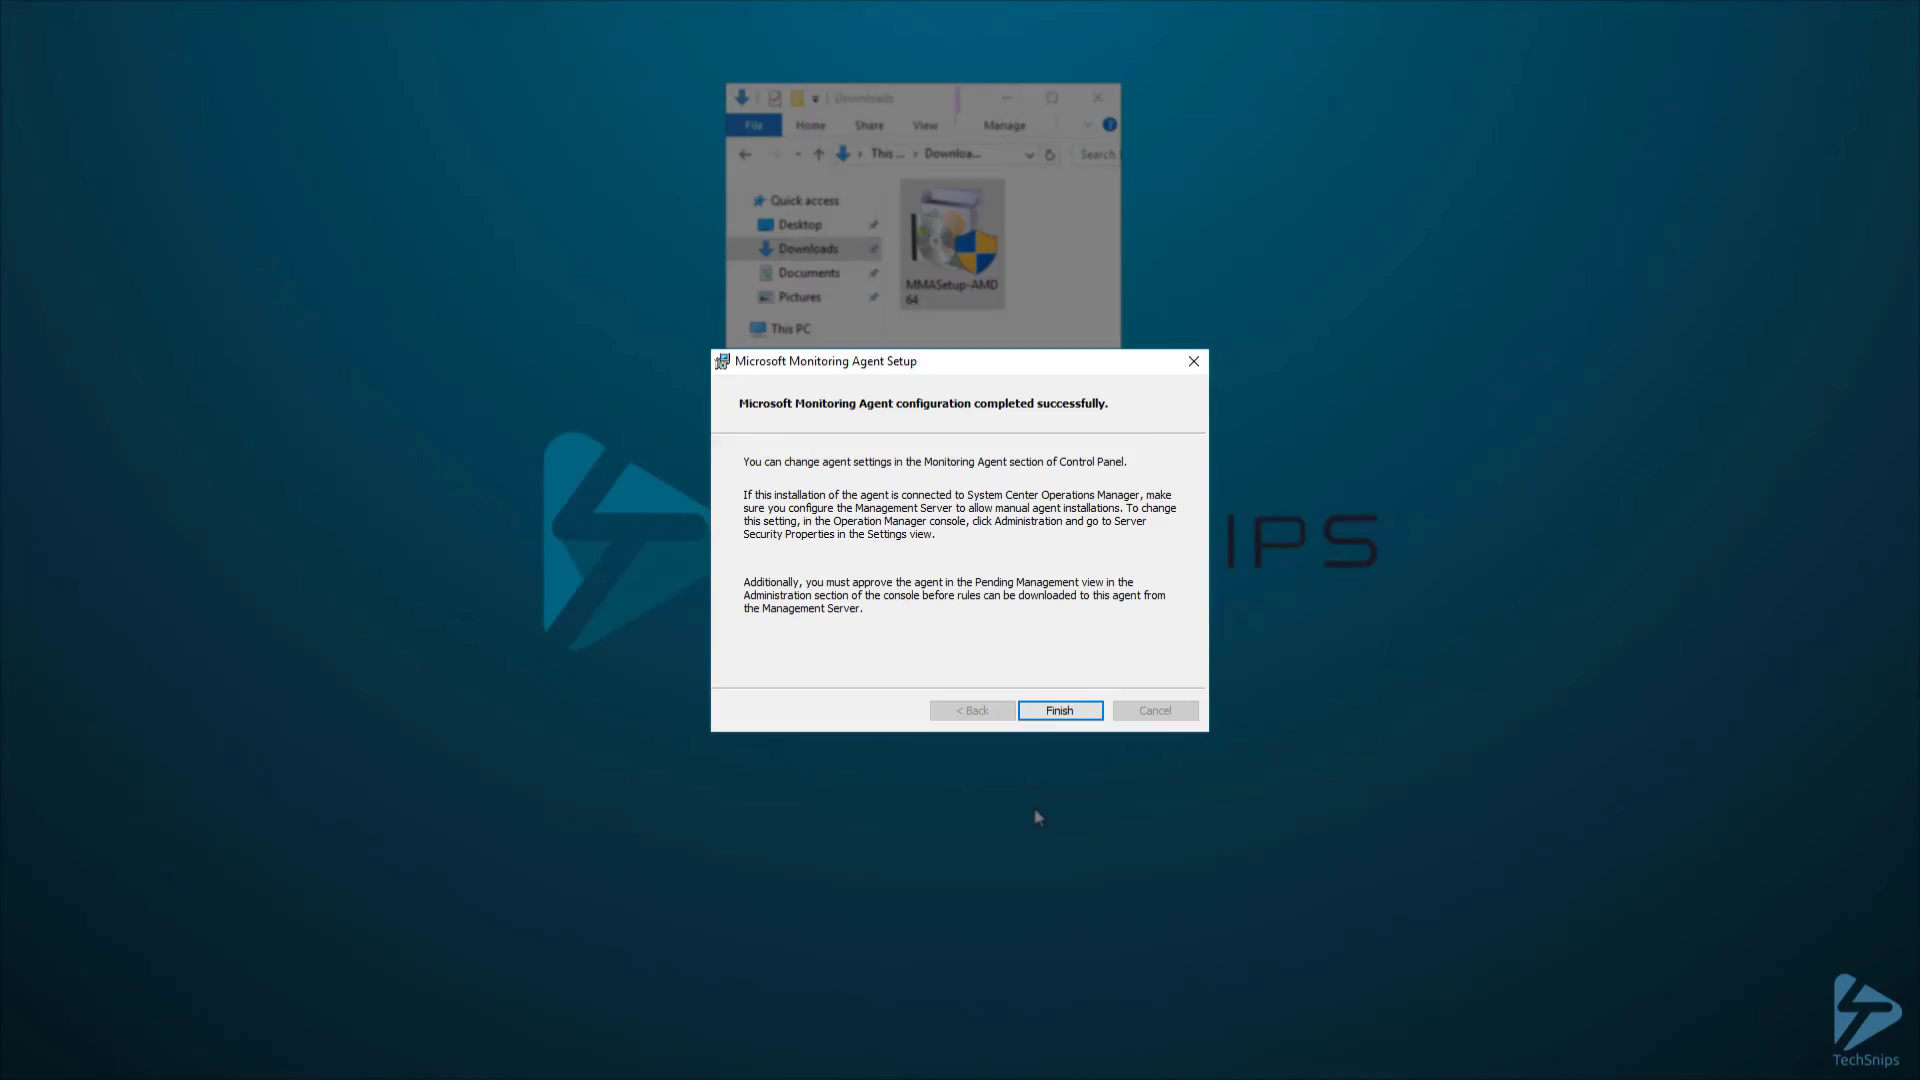 Downloads
File Home Share View Manage
This ... Downloa... Search
Quick access
Desktop
Downloads
Documents
Pictures
This PC
MMASetup-AMD
64
Microsoft Monitoring Agent Setup
Microsoft Monitoring Agent configuration completed successfully.
You can change agent settings in the Monitoring Agent section of Control Panel.
If this installation of the agent is connected to System Center Operations Manager, make
sure you configure the Management Server to allow manual agent installations. To change
this setting, in the Operation Manager console, click Administration and go to Server
Security Properties in the Settings view.
Additionally, you must approve the agent in the Pending Management view in the
Administration section of the console before rules can be downloaded to this agent from
the Management Server.
< Back Finish Cancel
IPS
TechSnips